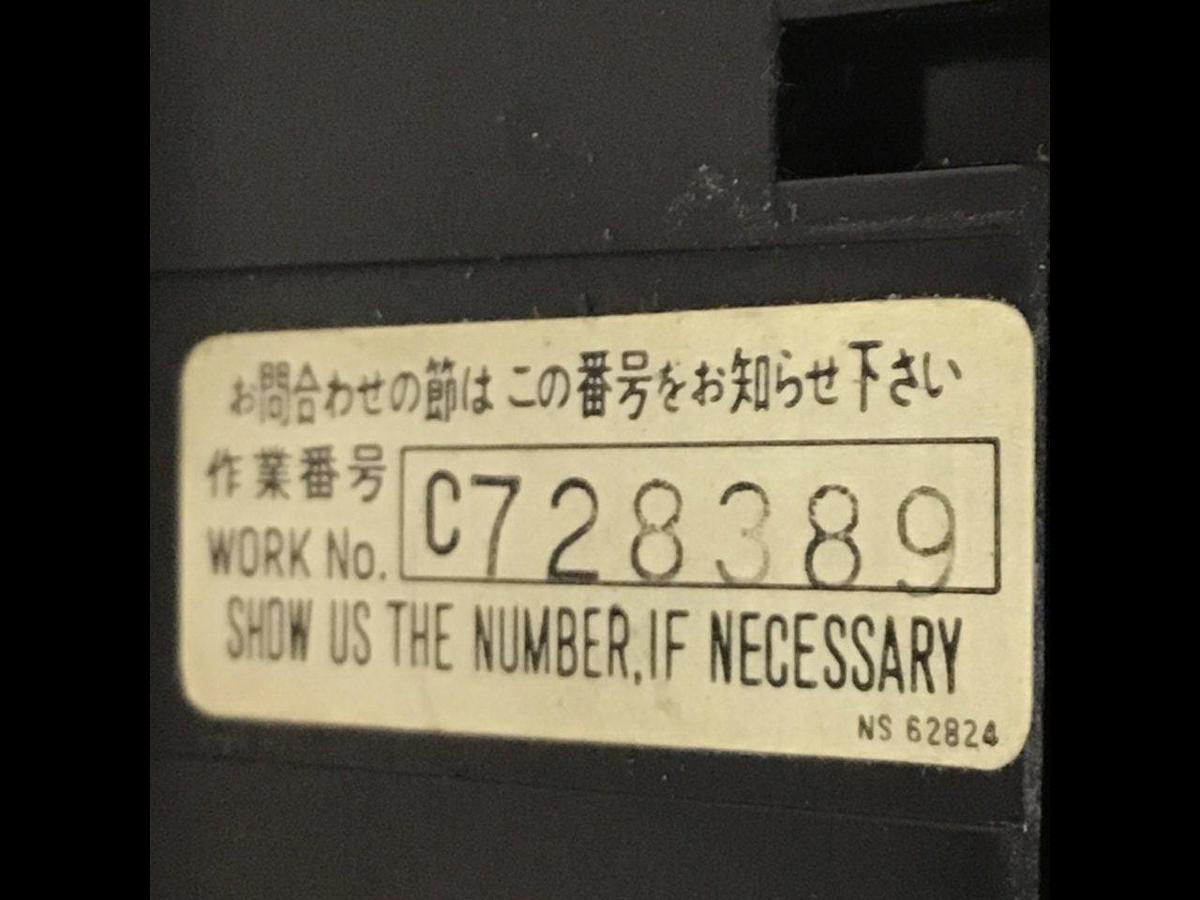 お問合わせの節は この番号をお知らせ下さい
作業番号 C728389
WORK No.
SHOW US THE NUMBER,IF NECESSARY
NS 62824